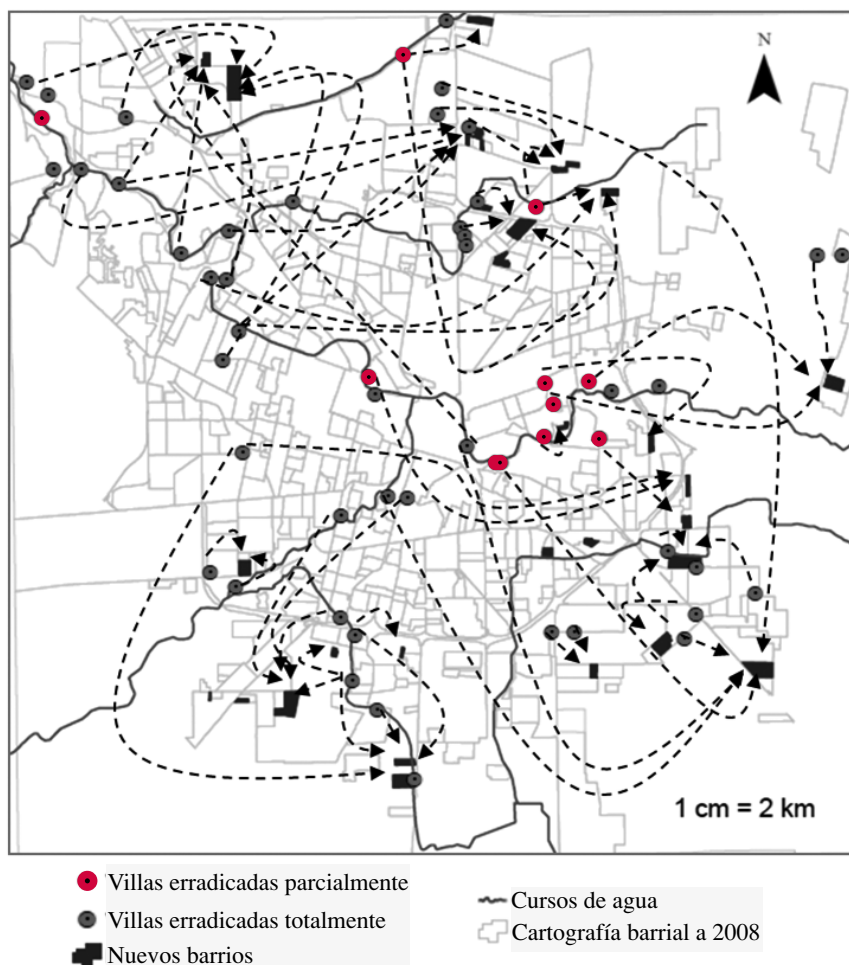 N
1 cm = 2 km
Villas erradicadas parcialmente
Villas erradicadas totalmente
Nuevos barrios
Cursos de agua
Cartografía barrial a 2008